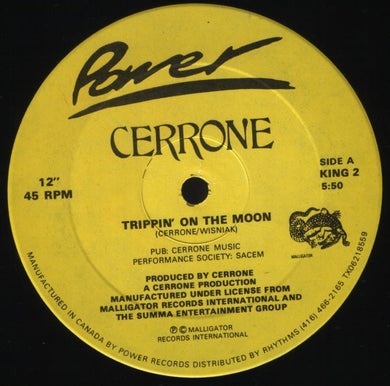 Power
CERRONE
12"
45 RPM
SIDE A
KING 2
5:50
TRIPPIN' ON THE MOON
(CERRONE/WISNIAK)
PUB: CERRONE MUSIC
PERFORMANCE SOCIETY: SACEM
MALLIGATOR
PRODUCED BY CERRONE
A CERRONE PRODUCTION
MANUFACTURED UNDER LICENSE FROM
MALLIGATOR RECORDS INTERNATIONAL AND
THE SUMMA ENTERTAINMENT GROUP
℗© MALLIGATOR
RECORDS INTERNATIONAL
MANUFACTURED IN CANADA BY POWER RECORDS DISTRIBUTED BY RHYTHMS (416) 466-2165 TX06218559